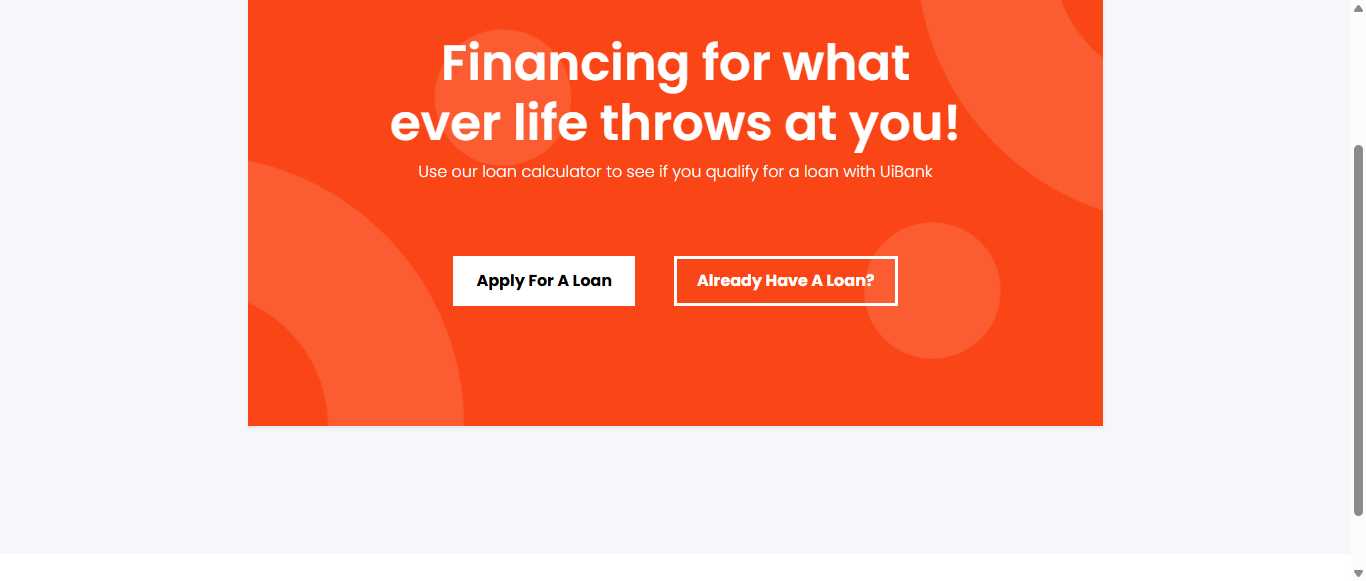 Financing for what
ever life throws at you!
Use our loan calculator to see if you qualify for a loan with UiBank
Apply For A Loan
Already Have A Loan?